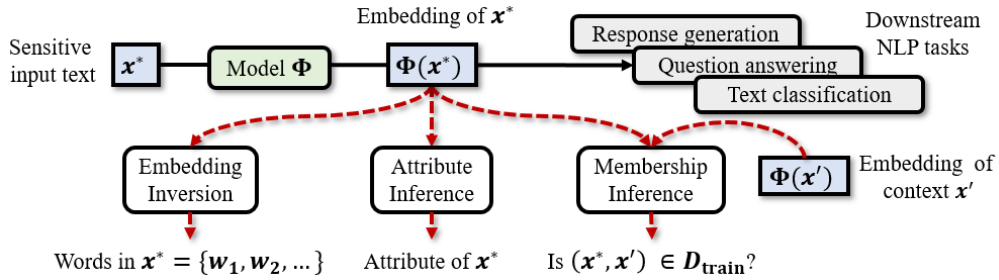 Embedding of x*
Sensitive
input text
x*
Model Φ
Φ(x*)
Response generation
Question answering
Text classification
Downstream
NLP tasks
Embedding
Inversion
Attribute
Inference
Membership
Inference
Φ(x′)
Embedding of
context x′
Words in x* = {w₁, w₂, …}
Attribute of x*
Is (x*, x′) ∈ D_train?